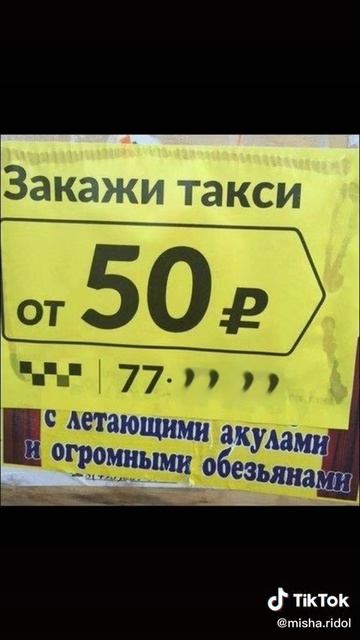 Закажи такси
от 50 ₽
77
с летающими акулами
и огромными обезьянами
TikTok
@misha.ridol